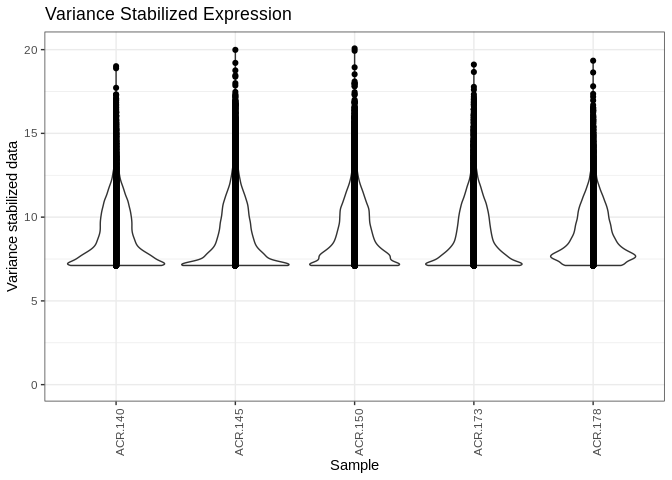 Variance Stabilized Expression
20
15
10
5
0
Variance stabilized data
ACR.140
ACR.145
ACR.150
ACR.173
ACR.178
Sample